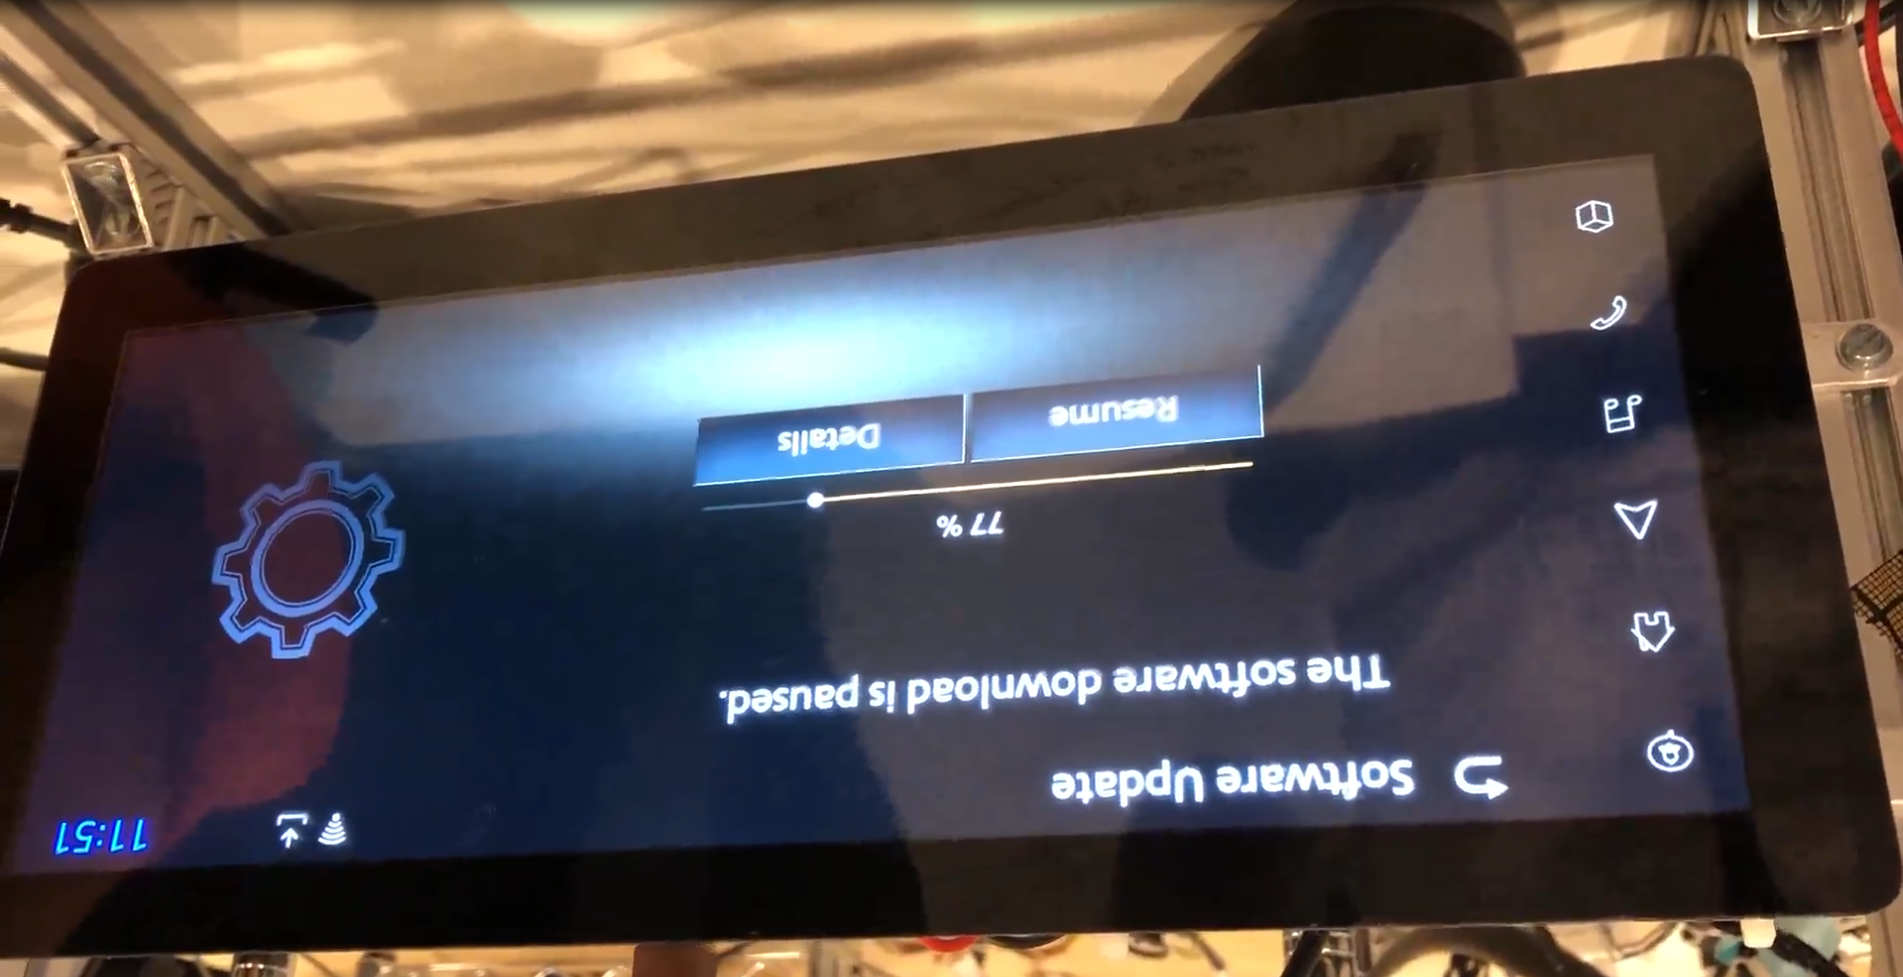 11:51
Software Update
The software download is paused.
77 %
Resume
Details